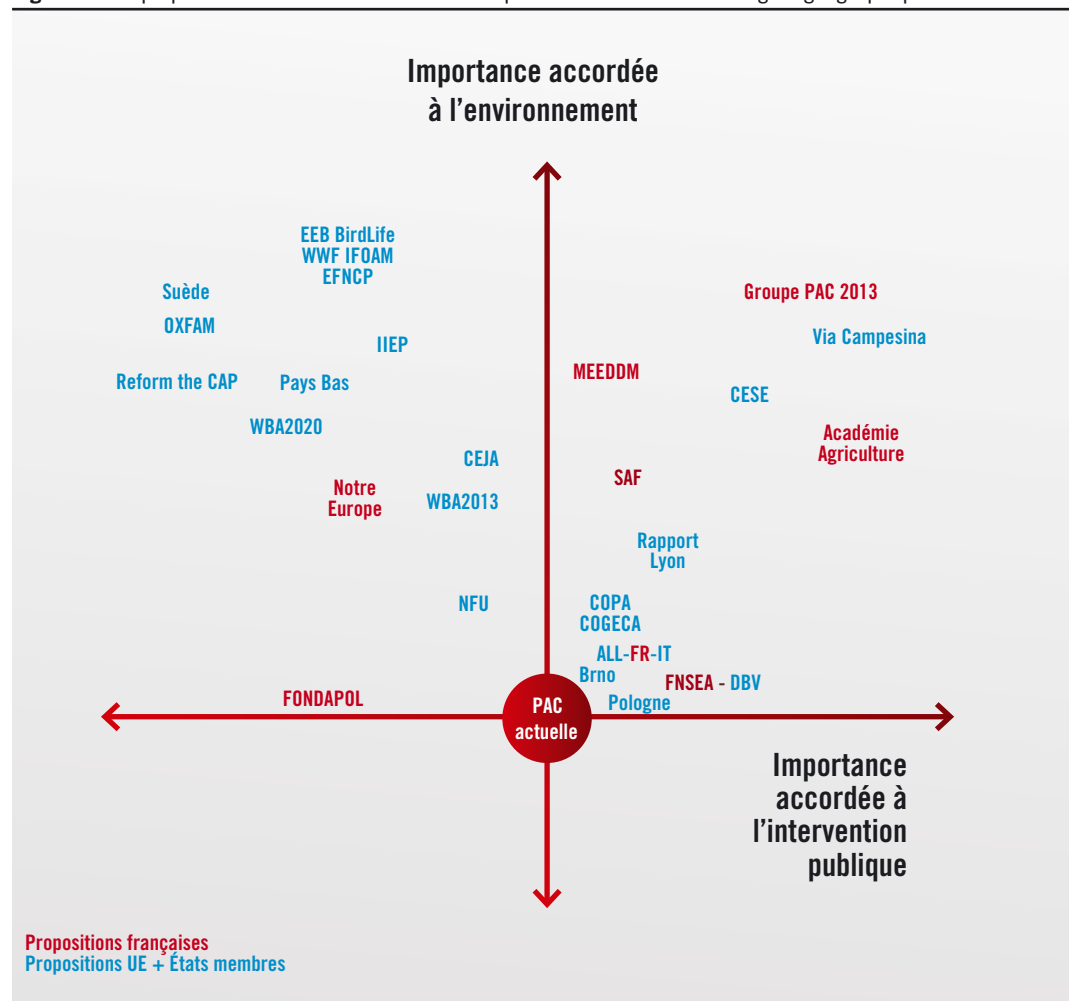 Importance accordée
à l'environnement
EEB BirdLife
WWF IFOAM
EFNCP
Suède
Groupe PAC 2013
OXFAM
Via Campesina
IIEP
MEEDDM
Reform the CAP
Pays Bas
CESE
WBA2020
Académie
Agriculture
CEJA
SAF
Notre
Europe
WBA2013
Rapport
Lyon
NFU
COPA
COGECA
ALL-FR-IT
Brno
FNSEA - DBV
FONDAPOL
Pologne
PAC
actuelle
Importance
accordée à
l'intervention
publique
Propositions françaises
Propositions UE + États membres